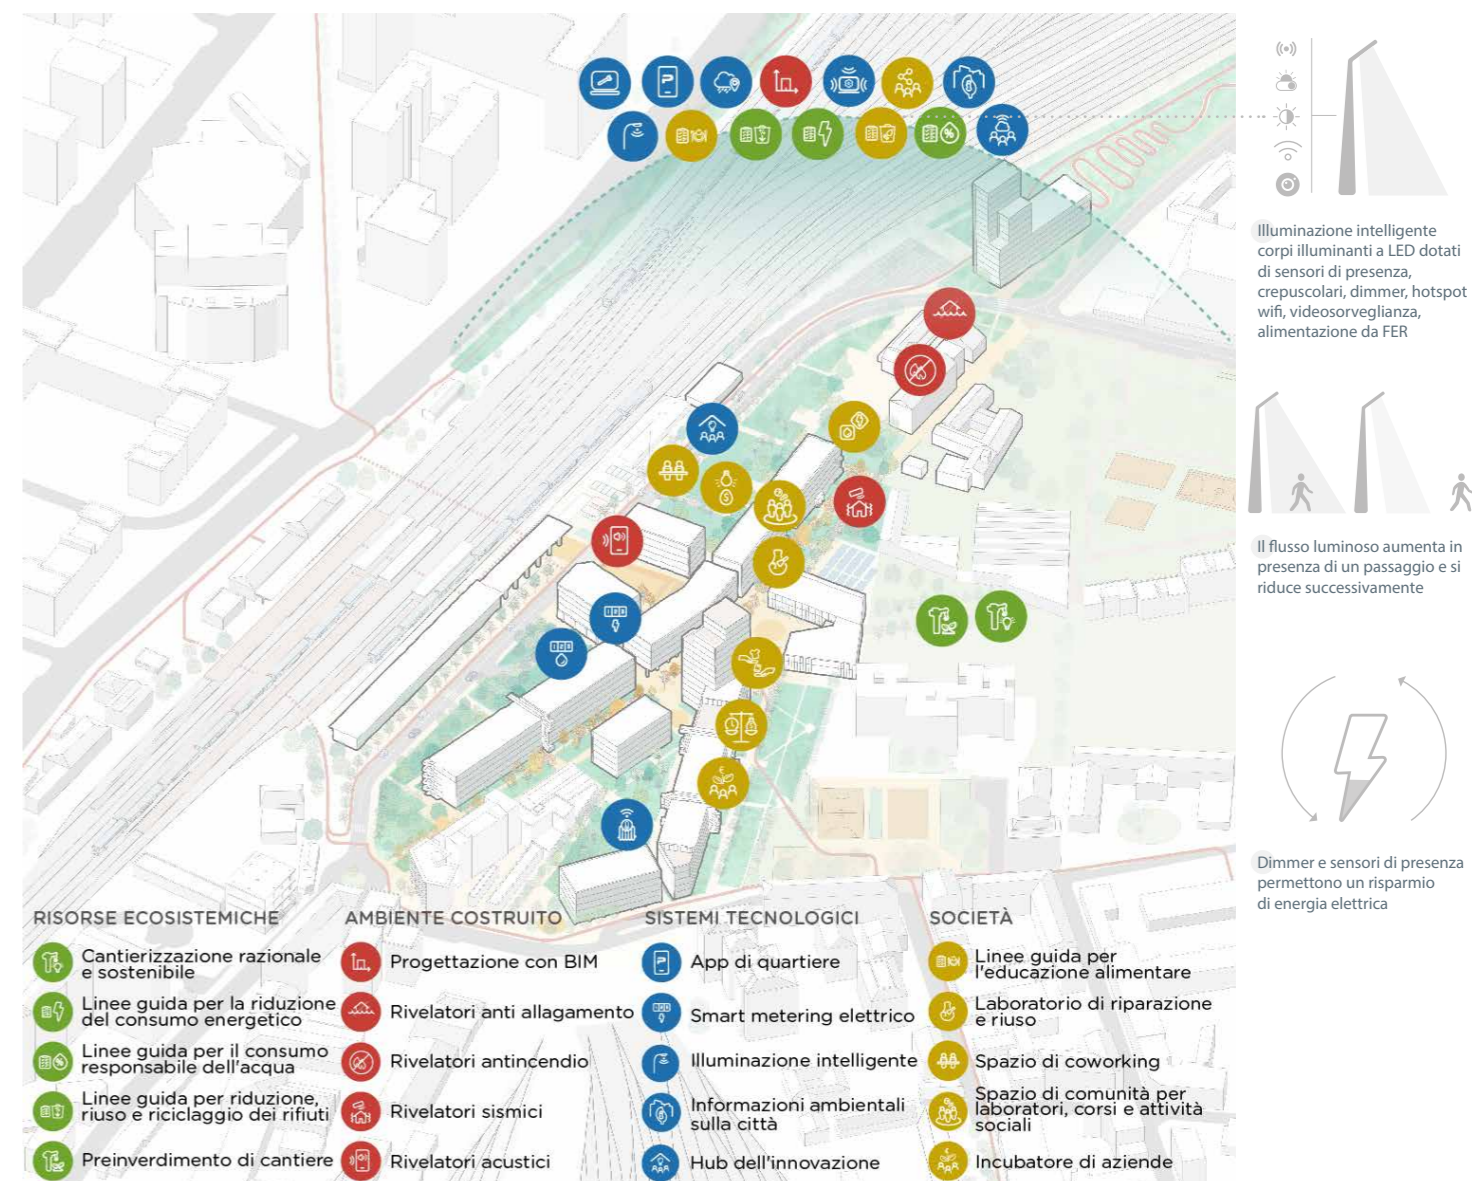 Illuminazione intelligente
corpi illuminanti a LED dotati
di sensori di presenza,
crepuscolari, dimmer, hotspot
wifi, videosorveglianza,
alimentazione da FER
Il flusso luminoso aumenta in
presenza di un passaggio e si
riduce successivamente
Dimmer e sensori di presenza
permettono un risparmio
di energia elettrica
RISORSE ECOSISTEMICHE
Cantierizzazione razionale
e sostenibile
Linee guida per la riduzione
del consumo energetico
Linee guida per il consumo
responsabile dell'acqua
Linee guida per riduzione,
riuso e riciclaggio dei rifiuti
Preinverdimento di cantiere
AMBIENTE COSTRUITO
Progettazione con BIM
Rivelatori anti allagamento
Rivelatori antincendio
Rivelatori sismici
Rivelatori acustici
SISTEMI TECNOLOGICI
App di quartiere
Smart metering elettrico
Illuminazione intelligente
Informazioni ambientali
sulla città
Hub dell'innovazione
SOCIETÀ
Linee guida per
l'educazione alimentare
Laboratorio di riparazione
e riuso
Spazio di coworking
Spazio di comunità per
laboratori, corsi e attività
sociali
Incubatore di aziende